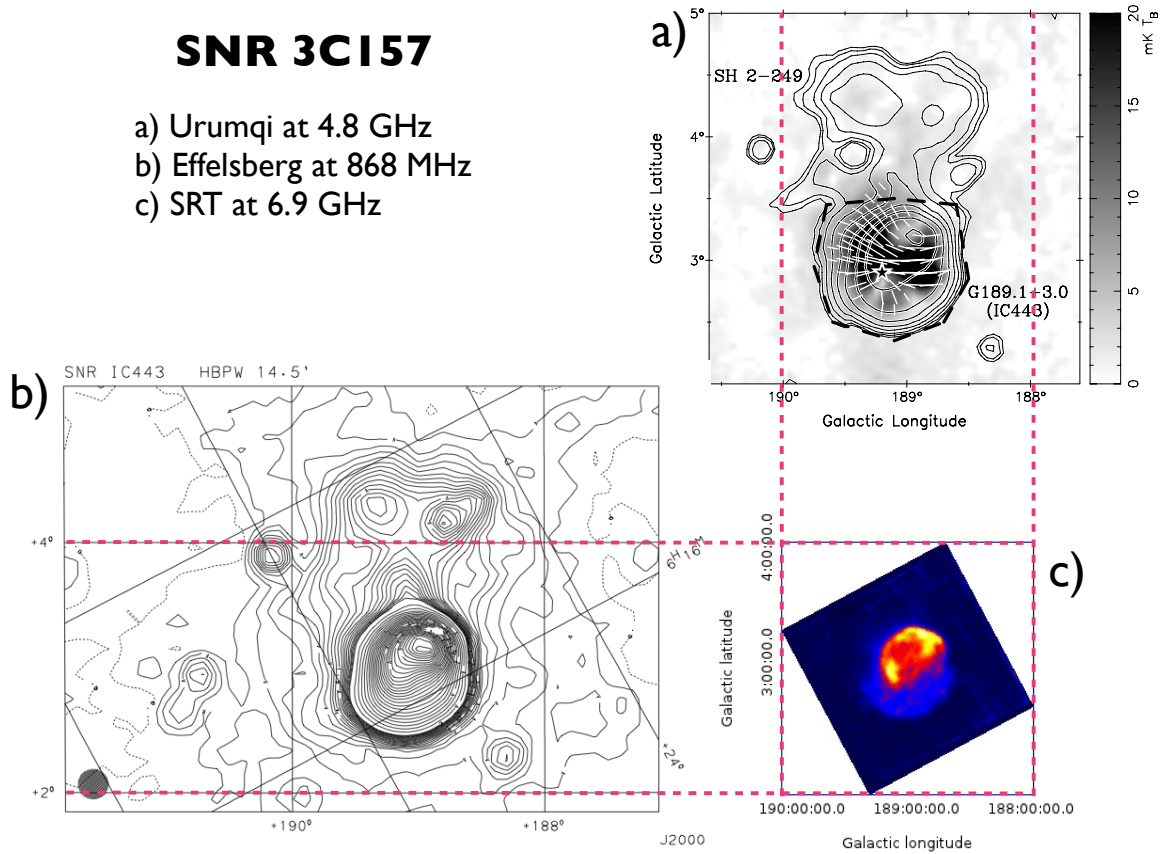 SNR 3C157
a) Urumqi at 4.8 GHz
b) Effelsberg at 868 MHz
c) SRT at 6.9 GHz
a)
5°
4°
3°
Galactic Latitude
SH 2-249
G189.1+3.0
(IC443)
190°
189°
188°
Galactic Longitude
20
15
10
5
0
mK T_B
b)
SNR IC443 HBPW 14.5'
+4°
+2°
+190°
+188°
6H 16M
+24°
J2000
c)
4:00:00.0
3:00:00.0
Galactic latitude
190:00:00.0
189:00:00.0
188:00:00.0
Galactic longitude